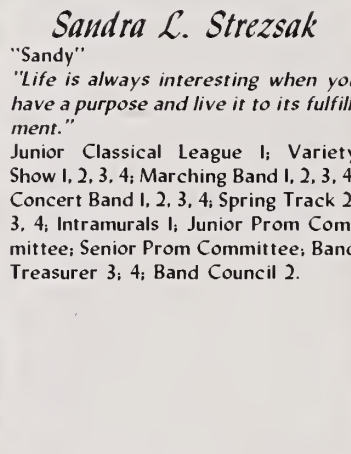 Sandra L. Strezsak
"Sandy"
"Life is always interesting when you
have a purpose and live it to its fulfill
ment."
Junior Classical League 1; Variety
Show 1, 2, 3, 4; Marching Band 1, 2, 3, 4
Concert Band 1, 2, 3, 4; Spring Track 2
3, 4; Intramurals 1; Junior Prom Com
mittee; Senior Prom Committee; Band
Treasurer 3; 4; Band Council 2.